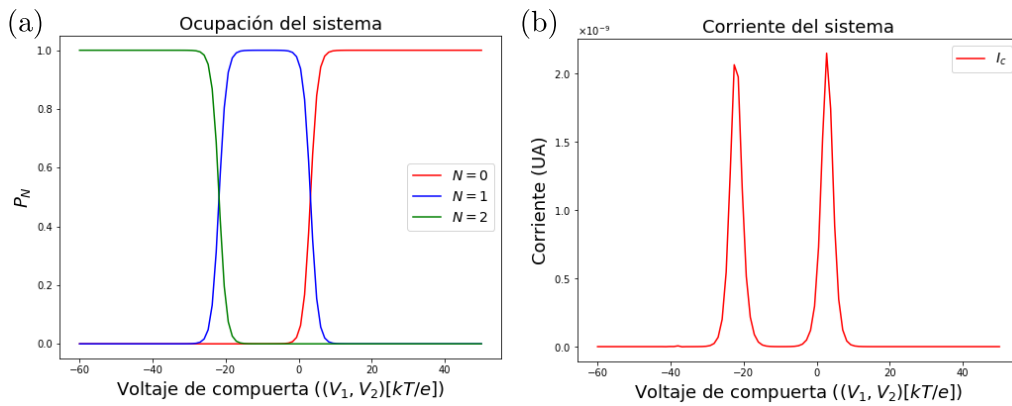 (a)
Ocupación del sistema
1.0
0.8
0.6
0.4
0.2
0.0
P_N
N = 0
N = 1
N = 2
−60 −40 −20 0 20 40
Voltaje de compuerta ((V_1, V_2)[kT/e])
(b)
Corriente del sistema
1e−9
2.0
1.5
1.0
0.5
0.0
Corriente (UA)
I_c
−60 −40 −20 0 20 40
Voltaje de compuerta ((V_1, V_2)[kT/e])